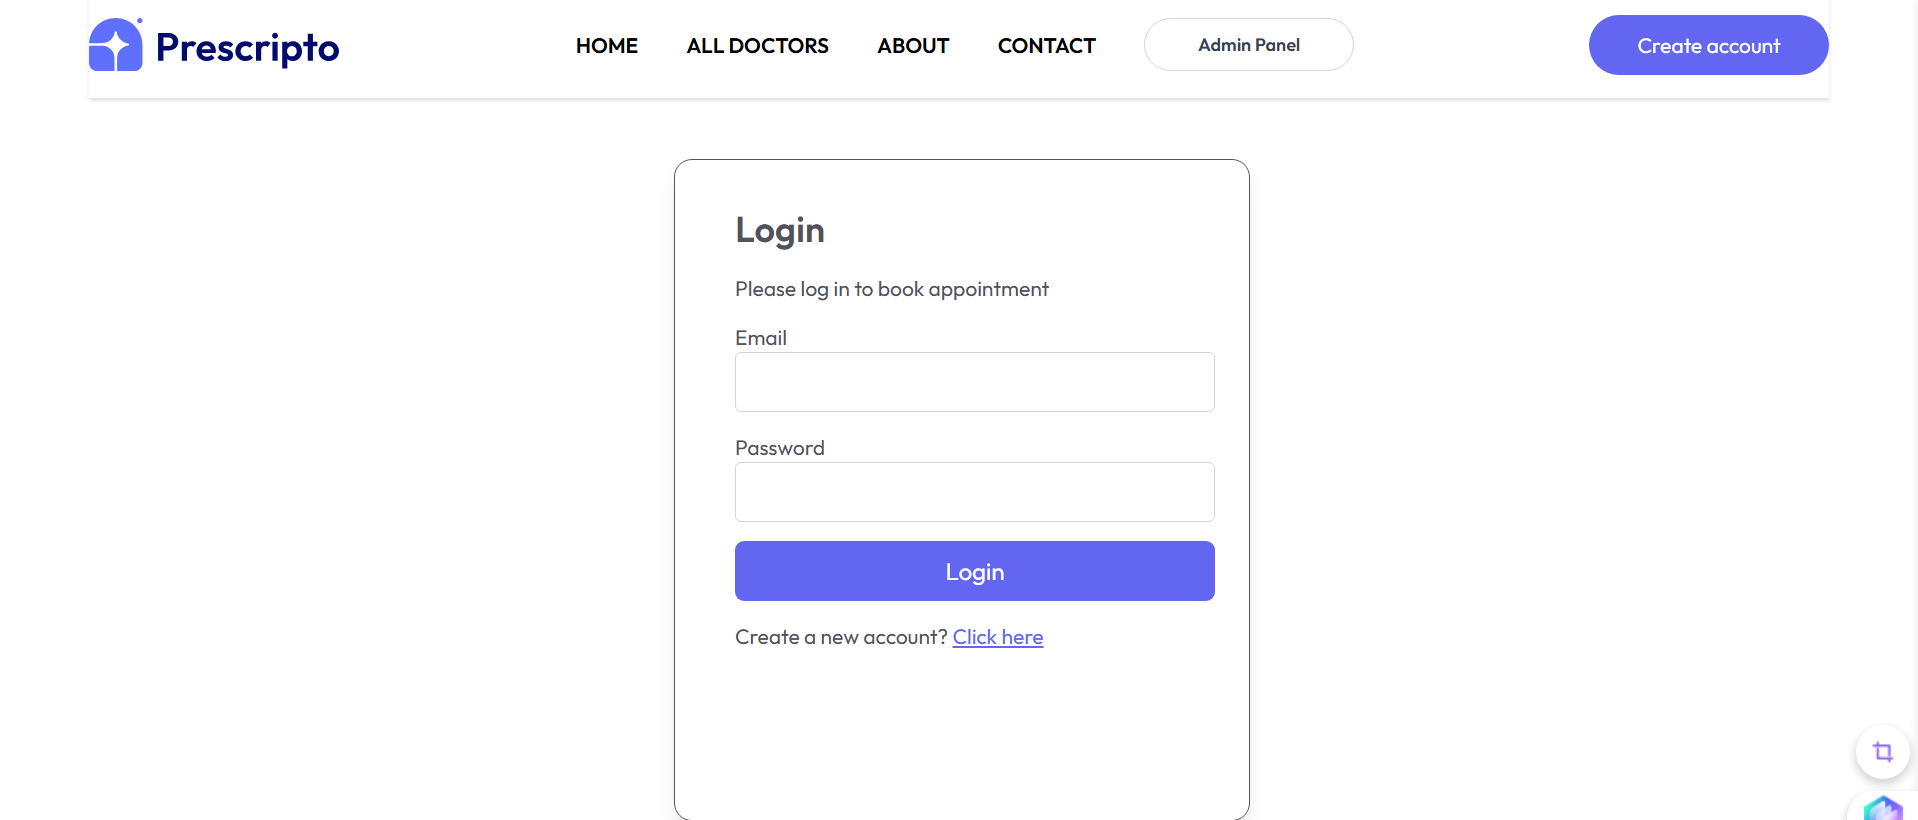 Prescripto
HOME ALL DOCTORS ABOUT CONTACT Admin Panel Create account
Login
Please log in to book appointment
Email
Password
Login
Create a new account? Click here